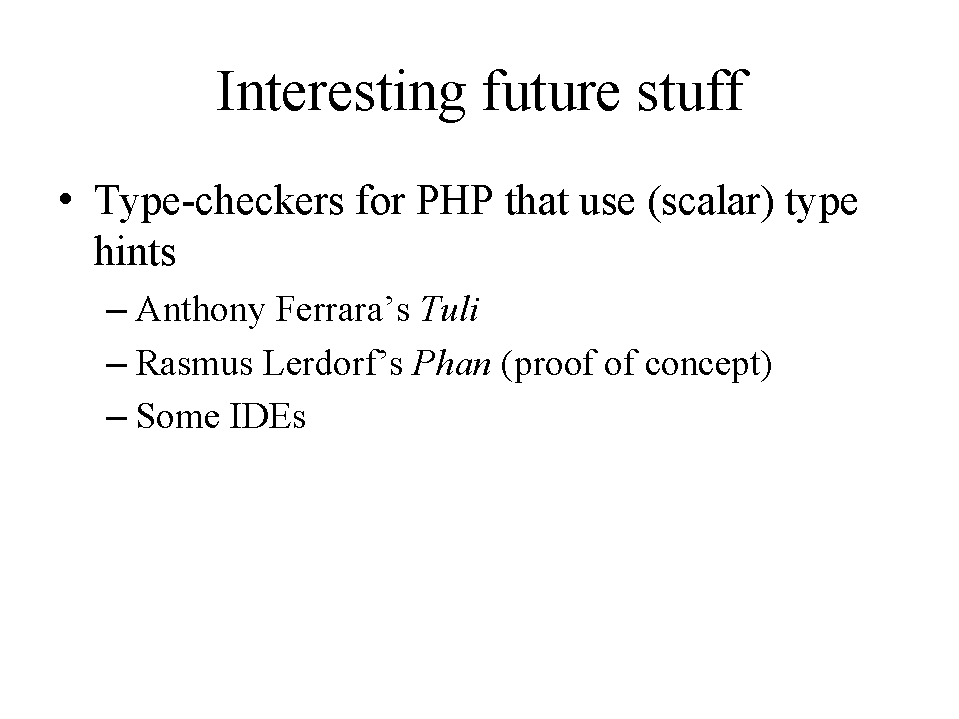 Interesting future stuff
• Type-checkers for PHP that use (scalar) type
hints
– Anthony Ferrara’s Tuli
– Rasmus Lerdorf’s Phan (proof of concept)
– Some IDEs